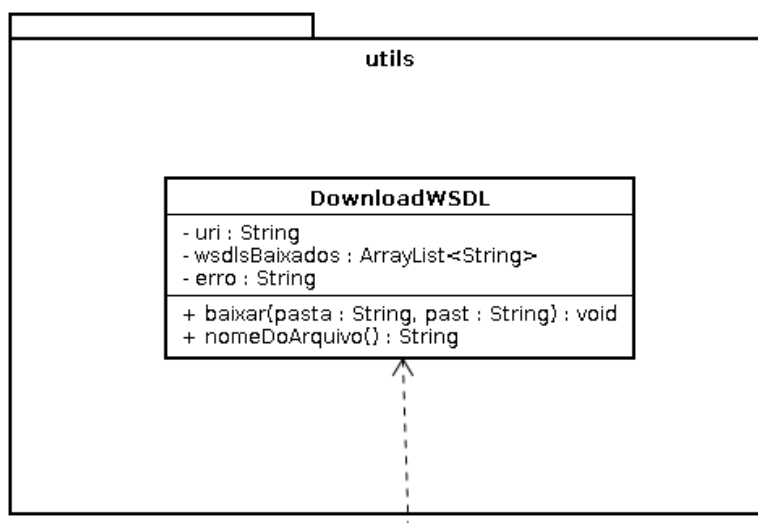 utils
DownloadWSDL
- uri : String
- wsdlsBaixados : ArrayList<String>
- erro : String
+ baixar(pasta : String, past : String) : void
+ nomeDoArquivo() : String